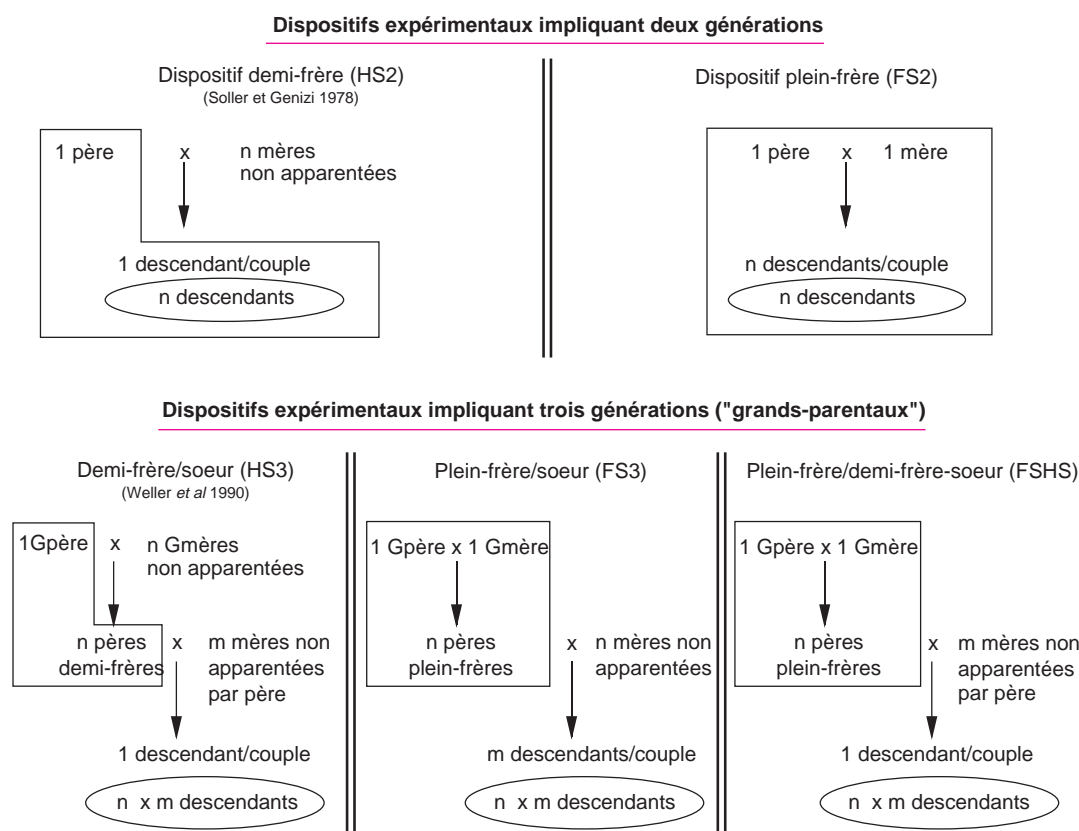 Dispositifs expérimentaux impliquant deux générations
Dispositif demi-frère (HS2)
(Soller et Genizi 1978)
1 père x n mères
non apparentées
1 descendant/couple
n descendants
Dispositif plein-frère (FS2)
1 père x 1 mère
n descendants/couple
n descendants
Dispositifs expérimentaux impliquant trois générations ("grands-parentaux")
Demi-frère/soeur (HS3)
(Weller et al 1990)
1Gpère x n Gmères
non apparentées
n pères x m mères non
demi-frères apparentées
par père
1 descendant/couple
n x m descendants
Plein-frère/soeur (FS3)
1 Gpère x 1 Gmère
n pères x n mères non
plein-frères apparentées
m descendants/couple
n x m descendants
Plein-frère/demi-frère-soeur (FSHS)
1 Gpère x 1 Gmère
n pères x m mères non
plein-frères apparentées
par père
1 descendant/couple
n x m descendants